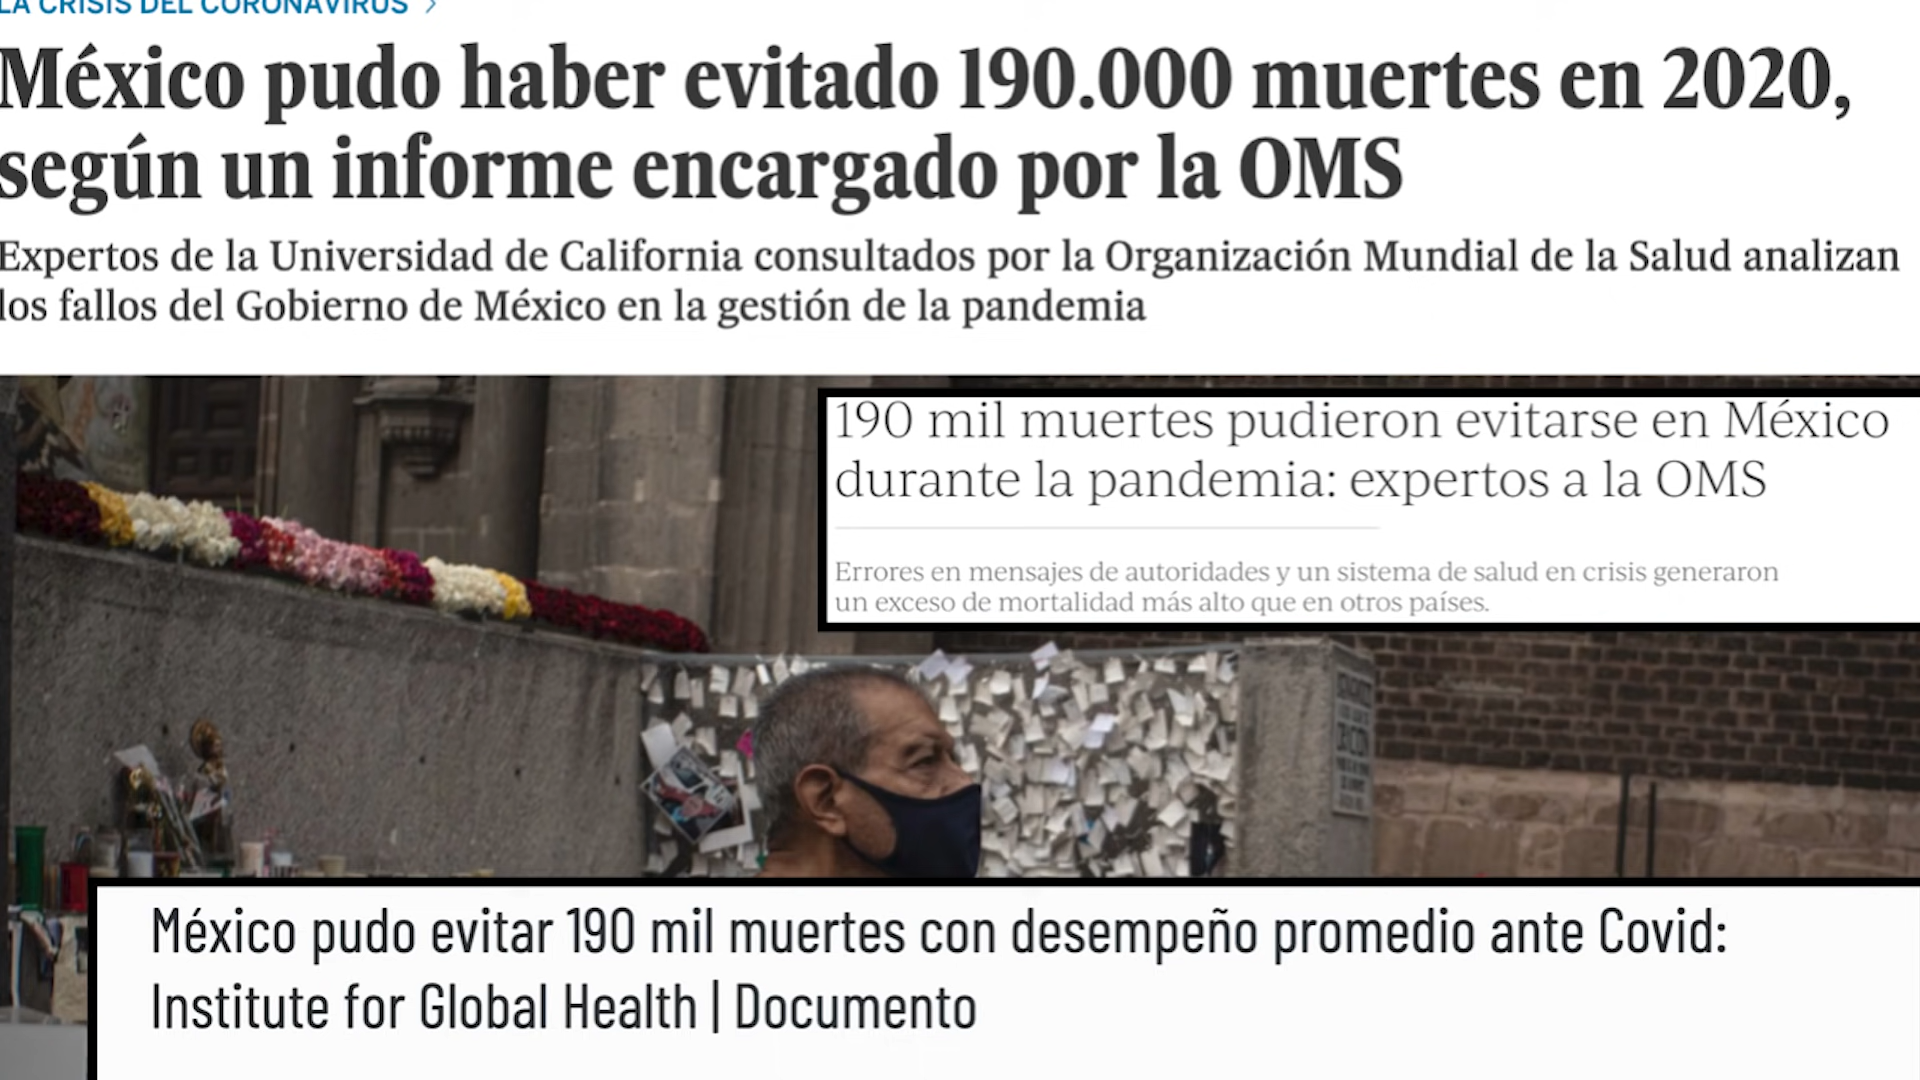 LA CRISIS DEL CORONAVIRUS >
México pudo haber evitado 190.000 muertes en 2020,
según un informe encargado por la OMS
Expertos de la Universidad de California consultados por la Organización Mundial de la Salud analizan
los fallos del Gobierno de México en la gestión de la pandemia
190 mil muertes pudieron evitarse en México
durante la pandemia: expertos a la OMS
Errores en mensajes de autoridades y un sistema de salud en crisis generaron
un exceso de mortalidad más alto que en otros países.
México pudo evitar 190 mil muertes con desempeño promedio ante Covid:
Institute for Global Health | Documento